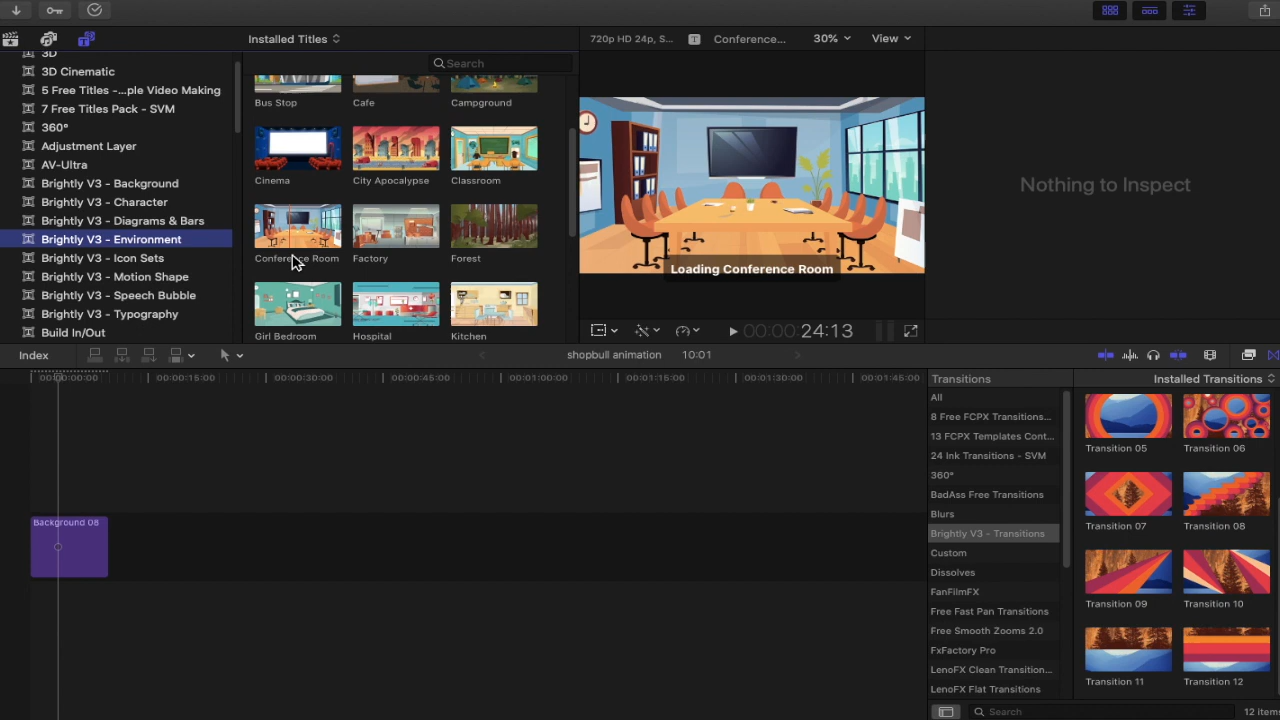 Installed Titles
720p HD 24p, S...
Conference...
30%
View
3D
3D Cinematic
5 Free Titles -...ple Video Making
7 Free Titles Pack - SVM
360°
Adjustment Layer
AV-Ultra
Brightly V3 - Background
Brightly V3 - Character
Brightly V3 - Diagrams & Bars
Brightly V3 - Environment
Brightly V3 - Icon Sets
Brightly V3 - Motion Shape
Brightly V3 - Speech Bubble
Brightly V3 - Typography
Build In/Out
Search
Bus Stop
Cafe
Campground
Cinema
City Apocalypse
Classroom
Conference Room
Factory
Forest
Girl Bedroom
Hospital
Kitchen
Loading Conference Room
00:00:24:13
Nothing to Inspect
Index
shopbull animation
10:01
00:00:00:00
00:00:15:00
00:00:30:00
00:00:45:00
00:01:00:00
00:01:15:00
00:01:30:00
00:01:45:00
Background 08
Transitions
Installed Transitions
All
8 Free FCPX Transitions...
13 FCPX Templates Cont...
24 Ink Transitions - SVM
360°
BadAss Free Transitions
Blurs
Brightly V3 - Transitions
Custom
Dissolves
FanFilmFX
Free Fast Pan Transitions
Free Smooth Zooms 2.0
FxFactory Pro
LenoFX Clean Transition...
LenoFX Flat Transitions
Transition 05
Transition 06
Transition 07
Transition 08
Transition 09
Transition 10
Transition 11
Transition 12
Search
12 items